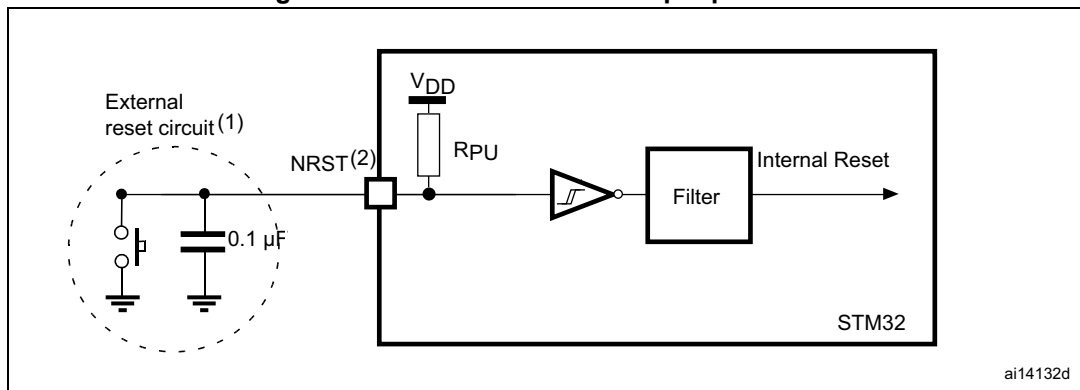 External
reset circuit(1)
NRST(2)
VDD
RPU
0.1 µF
Filter
Internal Reset
STM32
ai14132d